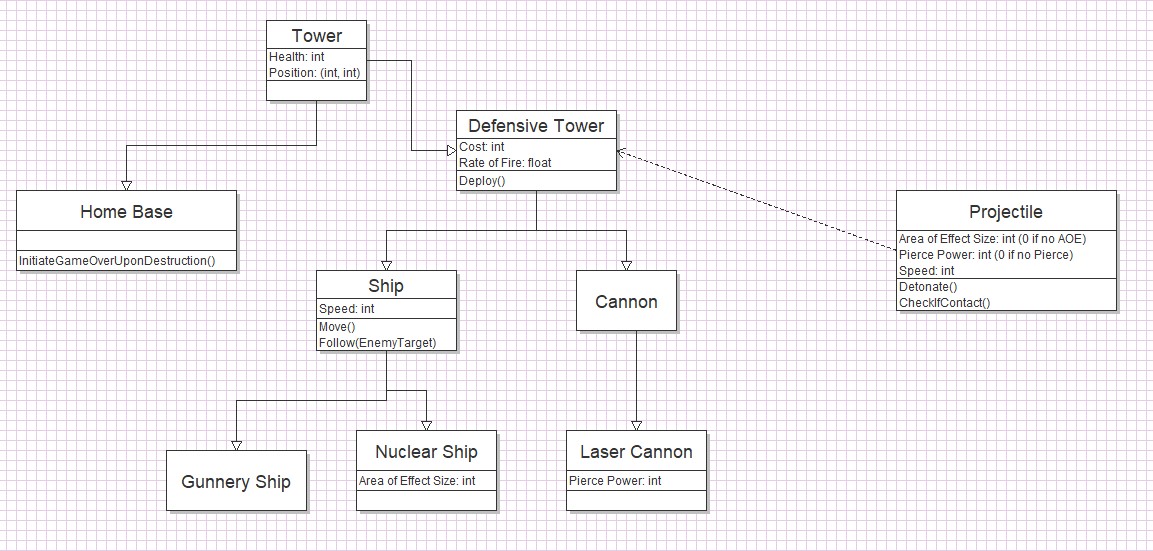 Tower
Health: int
Position: (int, int)
Defensive Tower
Cost: int
Rate of Fire: float
Deploy()
Home Base
InitiateGameOverUponDestruction()
Projectile
Area of Effect Size: int (0 if no AOE)
Pierce Power: int (0 if no Pierce)
Speed: int
Detonate()
CheckIfContact()
Ship
Speed: int
Move()
Follow(EnemyTarget)
Cannon
Gunnery Ship
Nuclear Ship
Area of Effect Size: int
Laser Cannon
Pierce Power: int